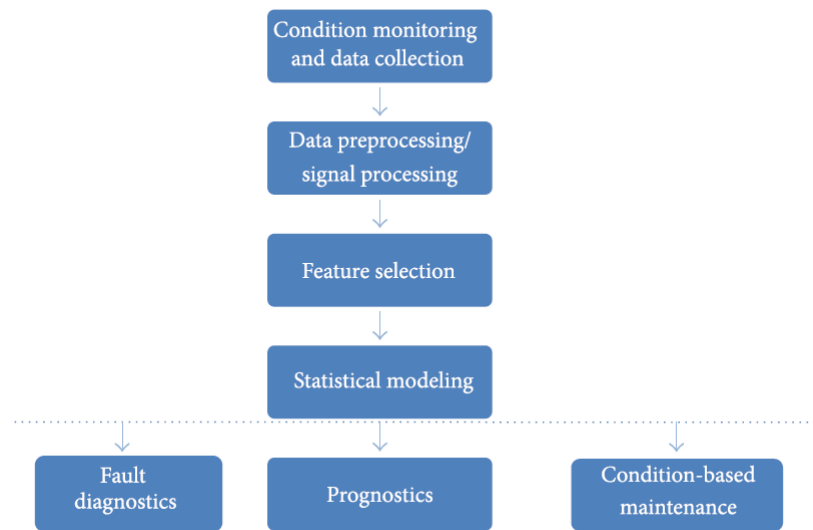 Condition monitoring
and data collection
Data preprocessing/
signal processing
Feature selection
Statistical modeling
Fault
diagnostics
Prognostics
Condition-based
maintenance